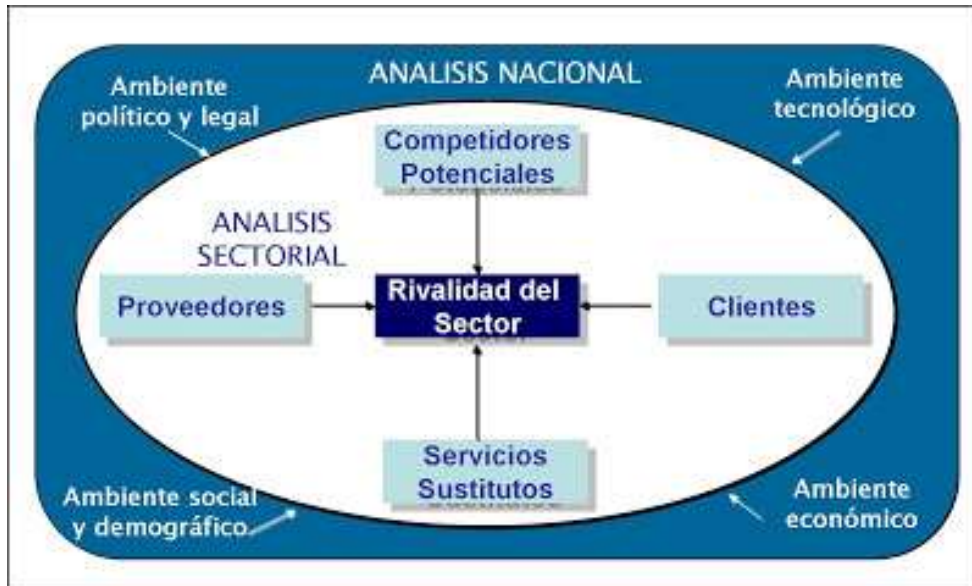 ANALISIS NACIONAL
Ambiente
político y legal
Ambiente
tecnológico
Competidores
Potenciales
ANALISIS
SECTORIAL
Proveedores
Rivalidad del
Sector
Clientes
Servicios
Sustitutos
Ambiente social
y demográfico
Ambiente
económico